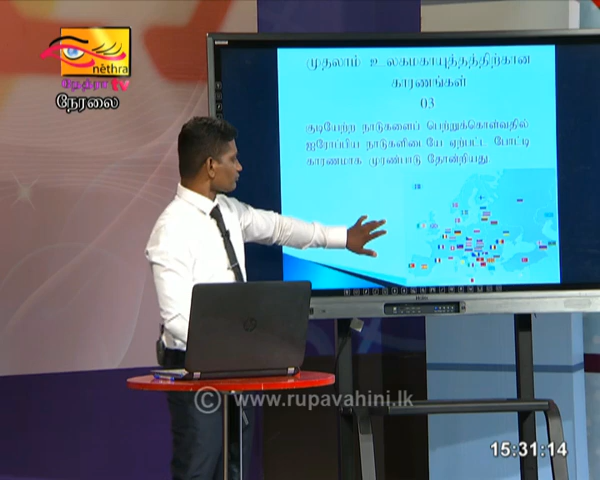 nethra
நேத்ரா TV
நேரலை
முதலாம் உலகமகாயுத்தத்திற்கான
காரணங்கள்
03
குடியேற்ற நாடுகளைப் பெற்றுக்கொள்வதில்
ஐரோப்பிய நாடுகளிடையே ஏற்பட்ட போட்டி
காரணமாக முரண்பாடு தோன்றியது
hp
© www.rupavahini.lk
15:31:14